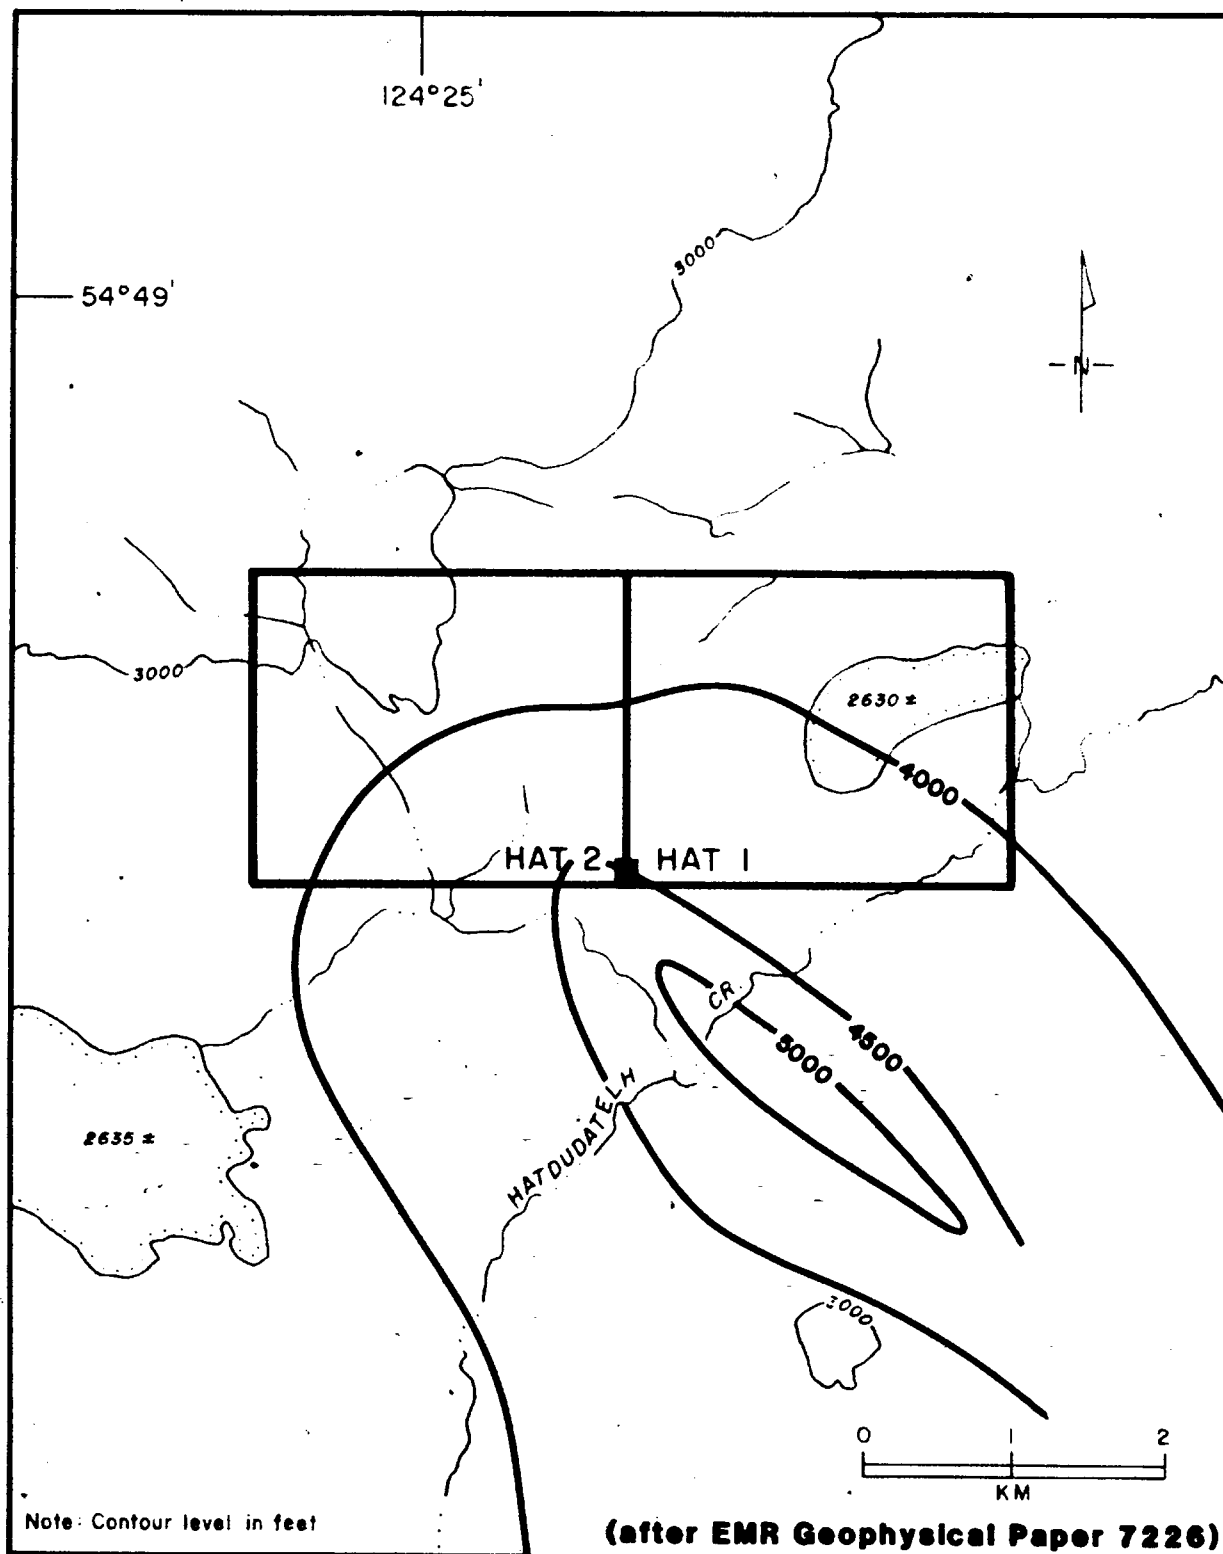 124°25'
3000
54°49'
N
3000
2630 ±
4000
HAT 2
HAT 1
CR.
4500
5000
HATDUDATELH
2635 ±
3000
0 1 2
KM
Note: Contour level in feet
(after EMR Geophysical Paper 7226)